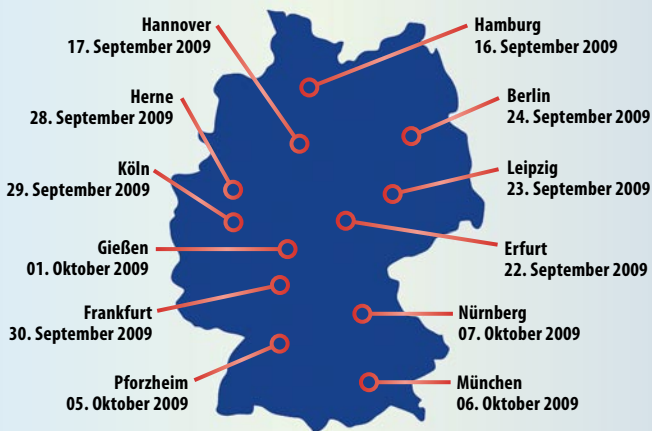 Hannover
17. September 2009
Hamburg
16. September 2009
Herne
28. September 2009
Berlin
24. September 2009
Köln
29. September 2009
Leipzig
23. September 2009
Gießen
01. Oktober 2009
Erfurt
22. September 2009
Frankfurt
30. September 2009
Nürnberg
07. Oktober 2009
Pforzheim
05. Oktober 2009
München
06. Oktober 2009